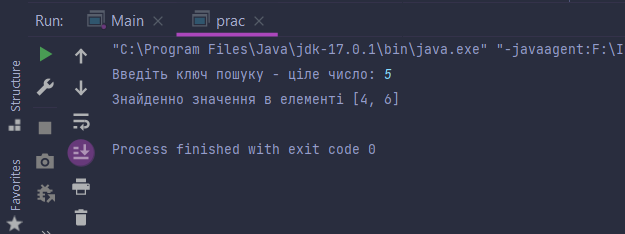 Run: Main prac
"C:\Program Files\Java\jdk-17.0.1\bin\java.exe" "-javaagent:F:\I
Введіть ключ пошуку - ціле число: 5
Знайденно значення в елементі [4, 6]
Process finished with exit code 0
Structure
Favorites